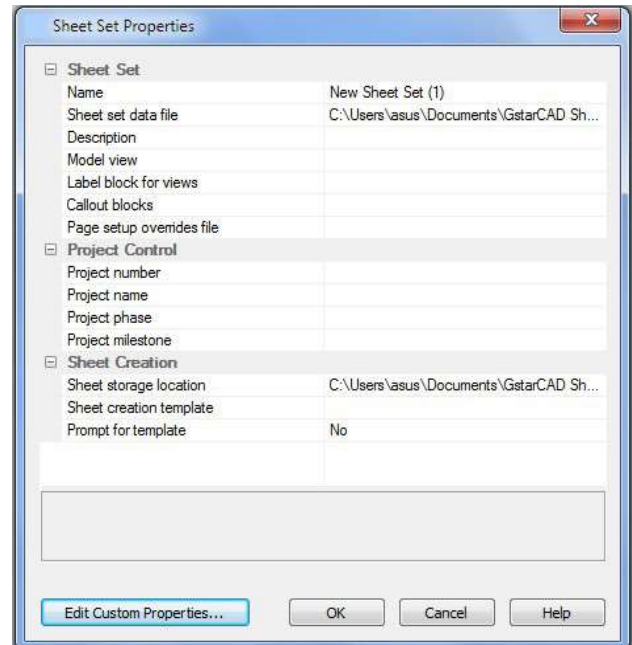 Sheet Set Properties
Sheet Set
Name New Sheet Set (1)
Sheet set data file C:\Users\asus\Documents\GstarCAD Sh...
Description
Model view
Label block for views
Callout blocks
Page setup overrides file
Project Control
Project number
Project name
Project phase
Project milestone
Sheet Creation
Sheet storage location C:\Users\asus\Documents\GstarCAD Sh...
Sheet creation template
Prompt for template No
Edit Custom Properties... OK Cancel Help